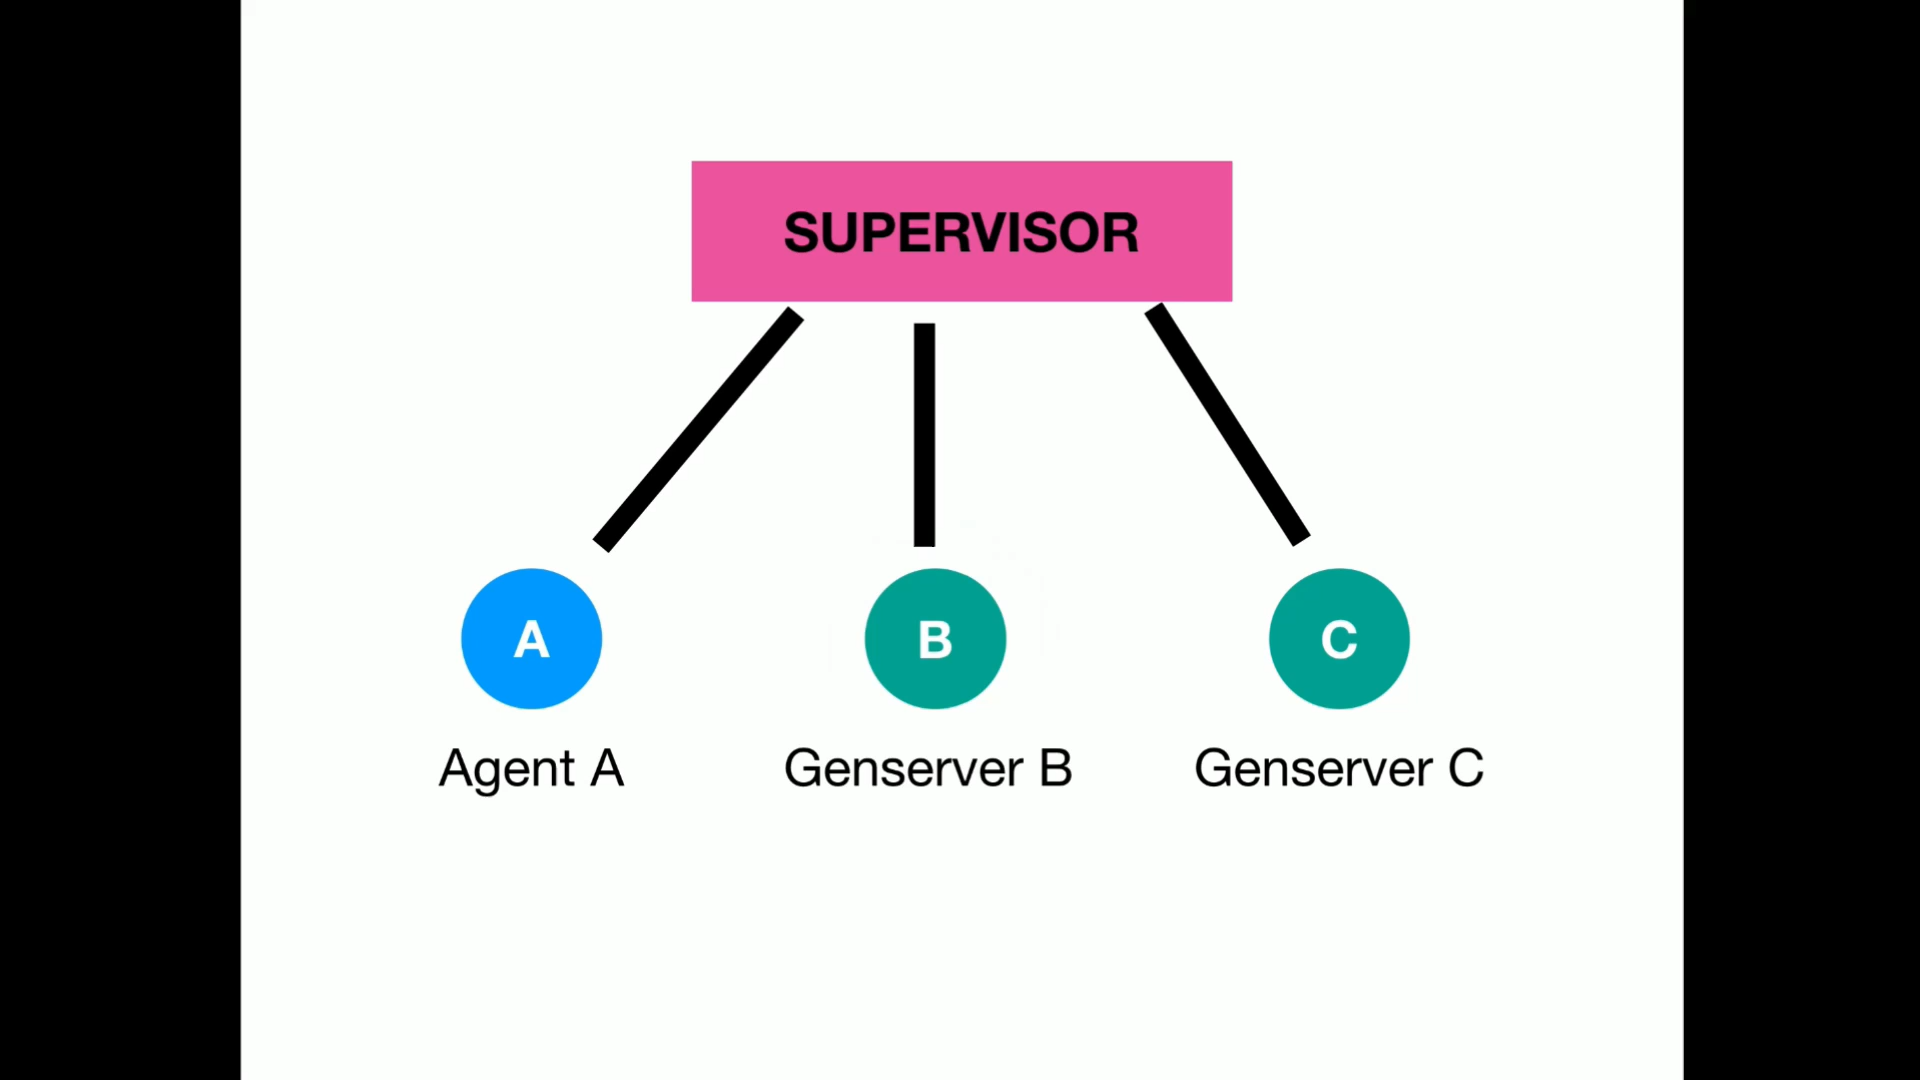 SUPERVISOR
A
B
C
Agent A
Genserver B
Genserver C